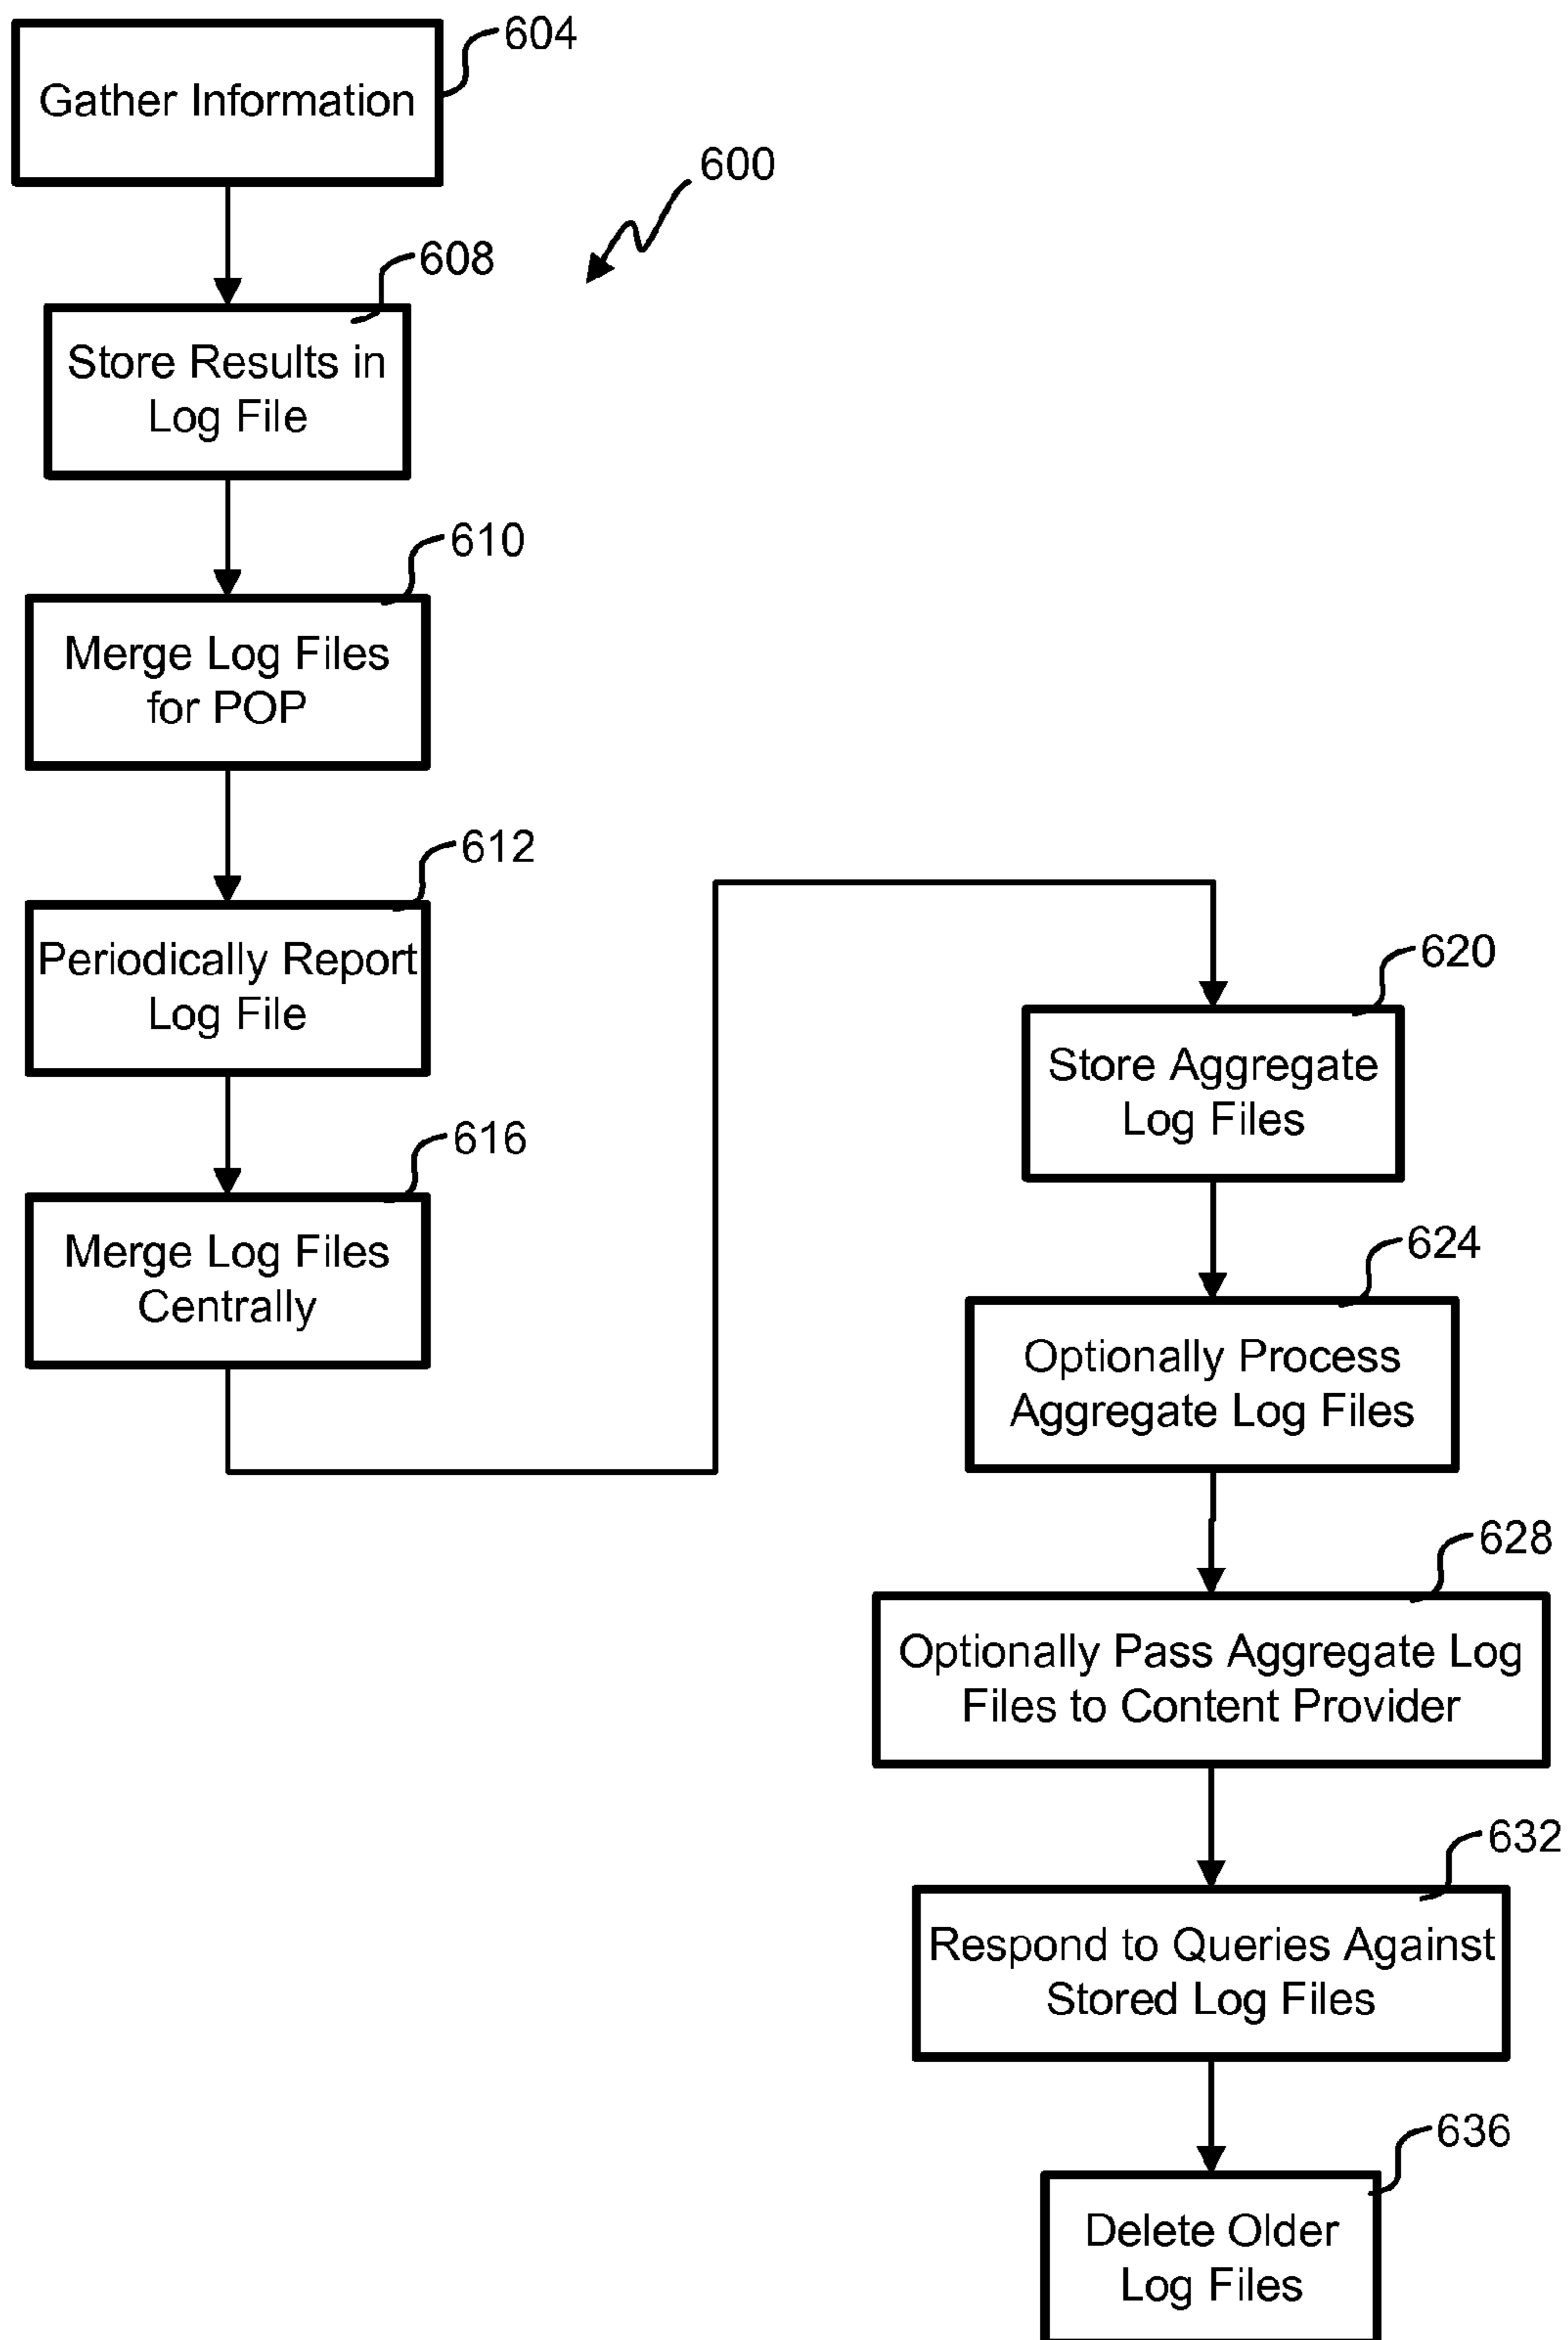 604
Gather Information
600
608
Store Results in
Log File
610
Merge Log Files
for POP
612
Periodically Report
Log File
616
Merge Log Files
Centrally
620
Store Aggregate
Log Files
624
Optionally Process
Aggregate Log Files
628
Optionally Pass Aggregate Log
Files to Content Provider
632
Respond to Queries Against
Stored Log Files
636
Delete Older
Log Files